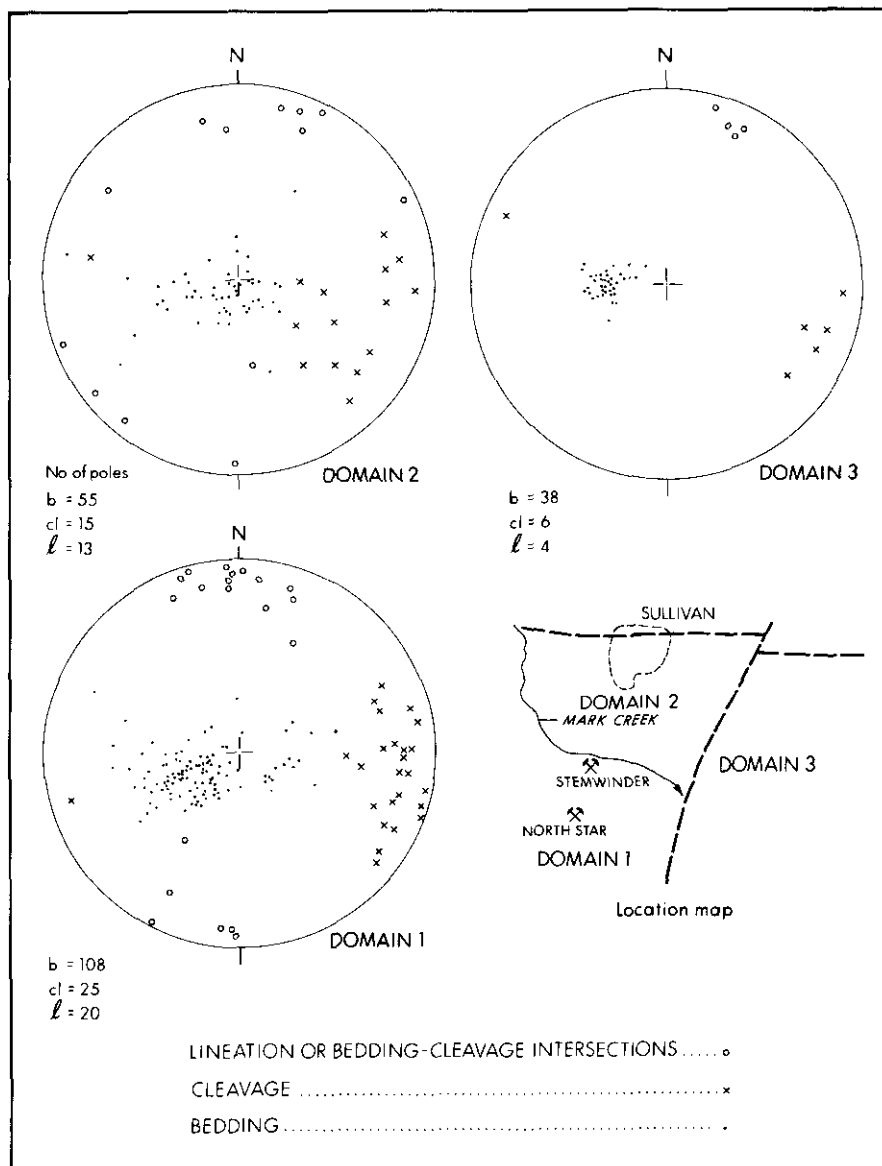 N
DOMAIN 2
No of poles
b = 55
cl = 15
ℓ = 13
N
DOMAIN 3
b = 38
cl = 6
ℓ = 4
N
DOMAIN 1
b = 108
cl = 25
ℓ = 20
SULLIVAN
DOMAIN 2
MARK CREEK
DOMAIN 3
STEMWINDER
NORTH STAR
DOMAIN 1
Location map
LINEATION OR BEDDING-CLEAVAGE INTERSECTIONS ..... o
CLEAVAGE ........................................ x
BEDDING ......................................... .